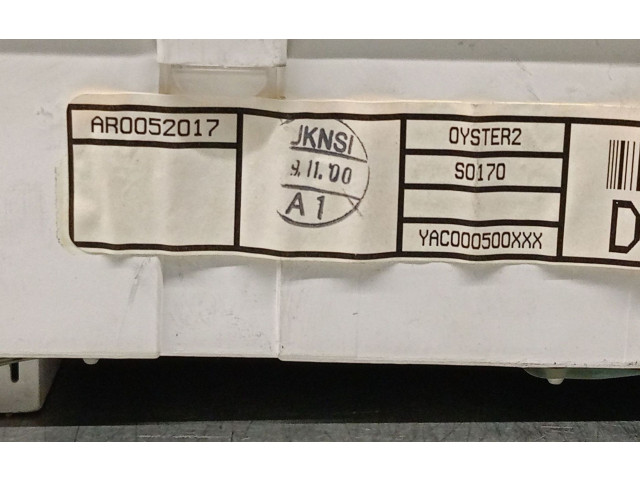 AR0052017
JKNSI
9.11.'00
A1
OYSTER2
S0170
YAC000500XXX
D